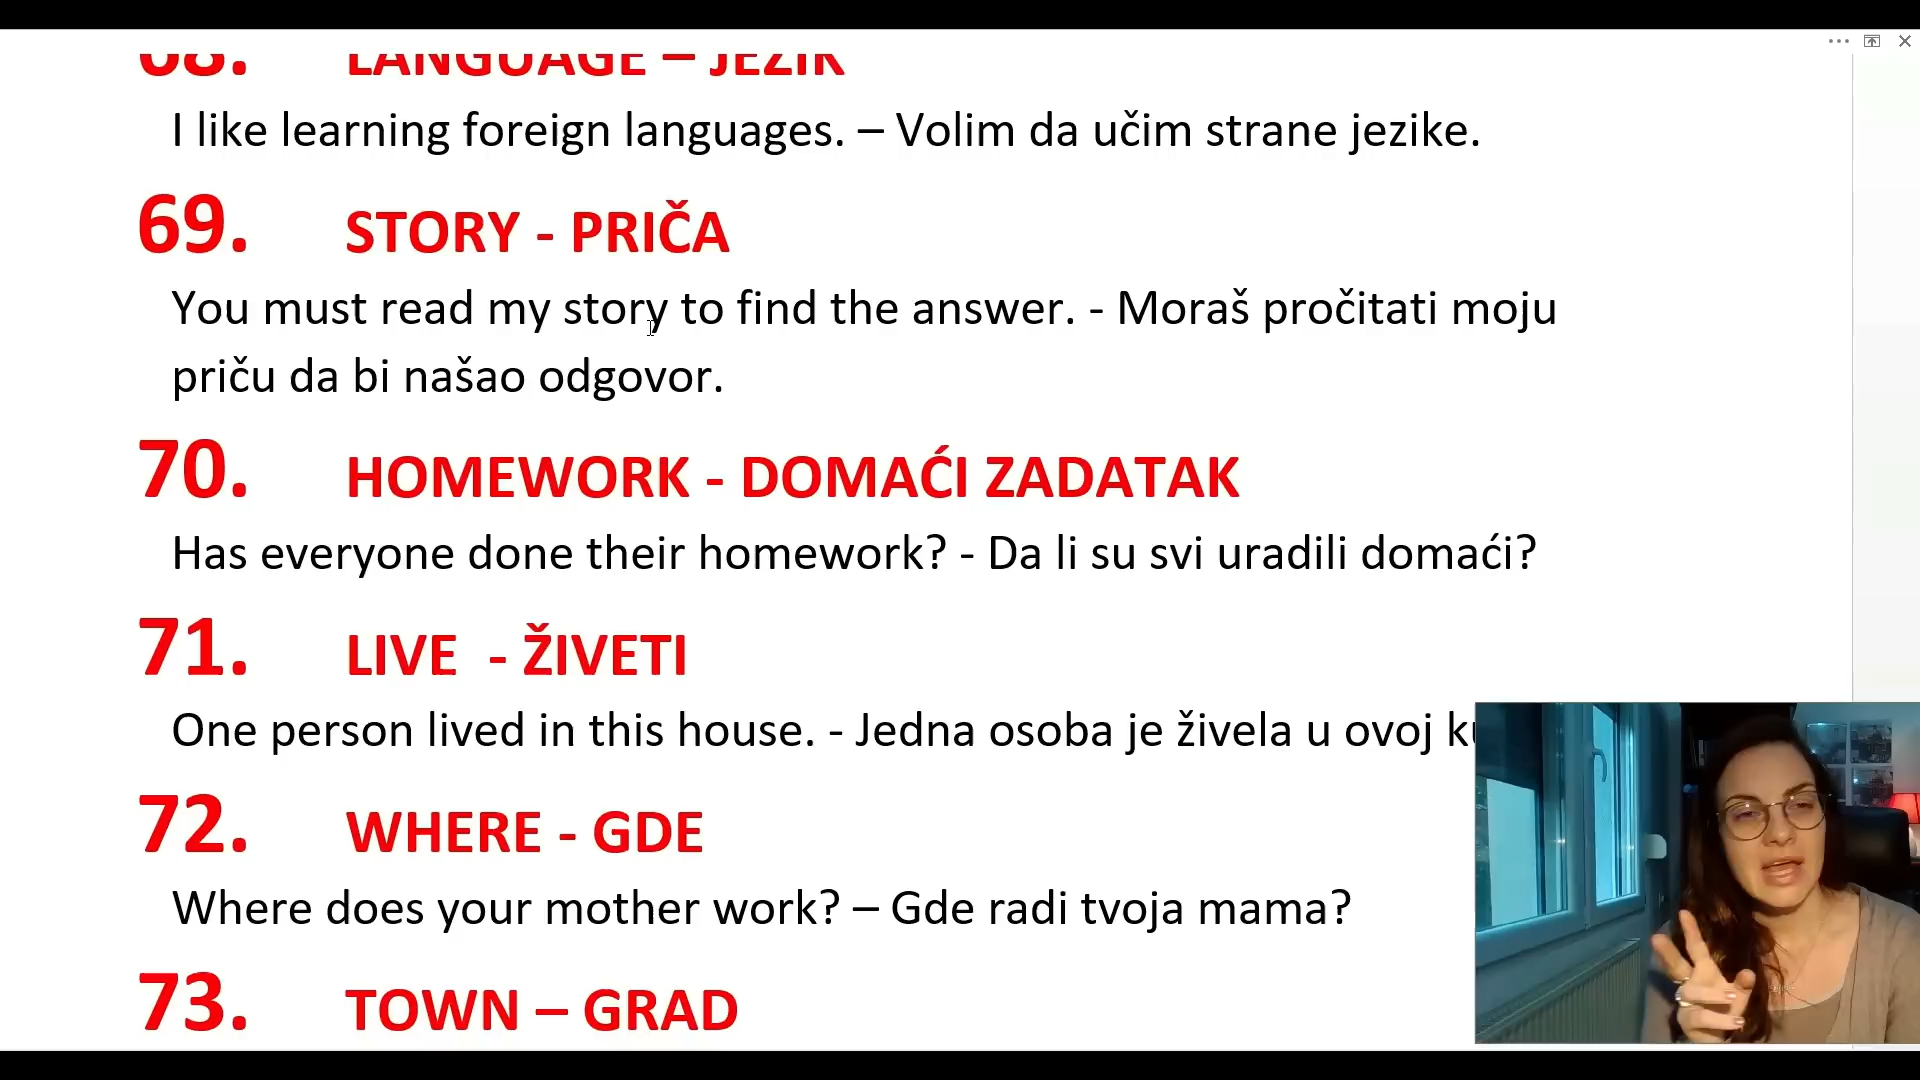 68. LANGUAGE – JEZIK
I like learning foreign languages. – Volim da učim strane jezike.
69. STORY - PRIČA
You must read my story to find the answer. - Moraš pročitati moju
priču da bi našao odgovor.
70. HOMEWORK - DOMAĆI ZADATAK
Has everyone done their homework? - Da li su svi uradili domaći?
71. LIVE - ŽIVETI
One person lived in this house. - Jedna osoba je živela u ovoj
72. WHERE - GDE
Where does your mother work? – Gde radi tvoja mama?
73. TOWN – GRAD